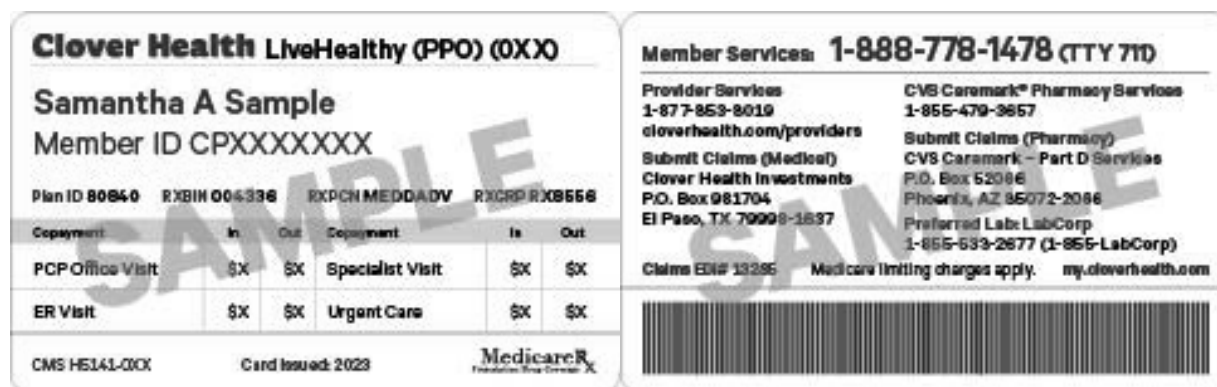 Clover Health LiveHealthy (PPO) (0XX)
Samantha A Sample
Member ID CPXXXXXXX
Plan ID 80840 RXBIN 004336 RXPCN MEDDADV RXGRP RX8556
Copayment In Out Copayment In Out
PCP Office Visit $X $X Specialist Visit $X $X
ER Visit $X $X Urgent Care $X $X
CMS H5141-0XX Card Issued: 2023 MedicareRx
Prescription Drug Coverage
SAMPLE
Member Services: 1-888-778-1478 (TTY 711)
Provider Services
1-877-853-8019
cloverhealth.com/providers
Submit Claims (Medical)
Clover Health Investments
P.O. Box 981704
El Paso, TX 79998-1637
CVS Caremark® Pharmacy Services
1-855-479-3657
Submit Claims (Pharmacy)
CVS Caremark – Part D Services
P.O. Box 52066
Phoenix, AZ 85072-2066
Preferred Lab: LabCorp
1-855-533-2677 (1-855-LabCorp)
Claims EDI# 13285 Medicare limiting charges apply. my.cloverhealth.com
SAMPLE